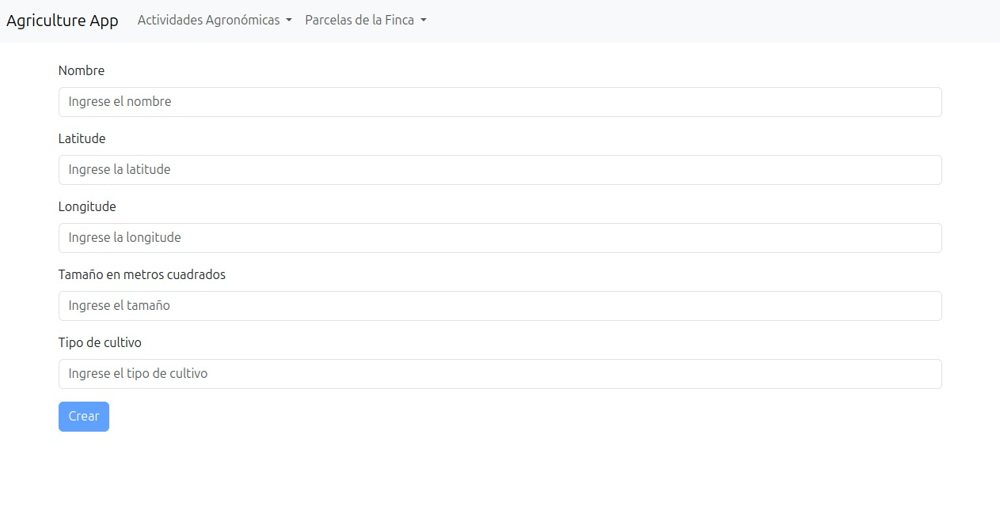 Agriculture App Actividades Agronómicas Parcelas de la Finca
Nombre
Ingrese el nombre
Latitude
Ingrese la latitude
Longitude
Ingrese la longitude
Tamaño en metros cuadrados
Ingrese el tamaño
Tipo de cultivo
Ingrese el tipo de cultivo
Crear